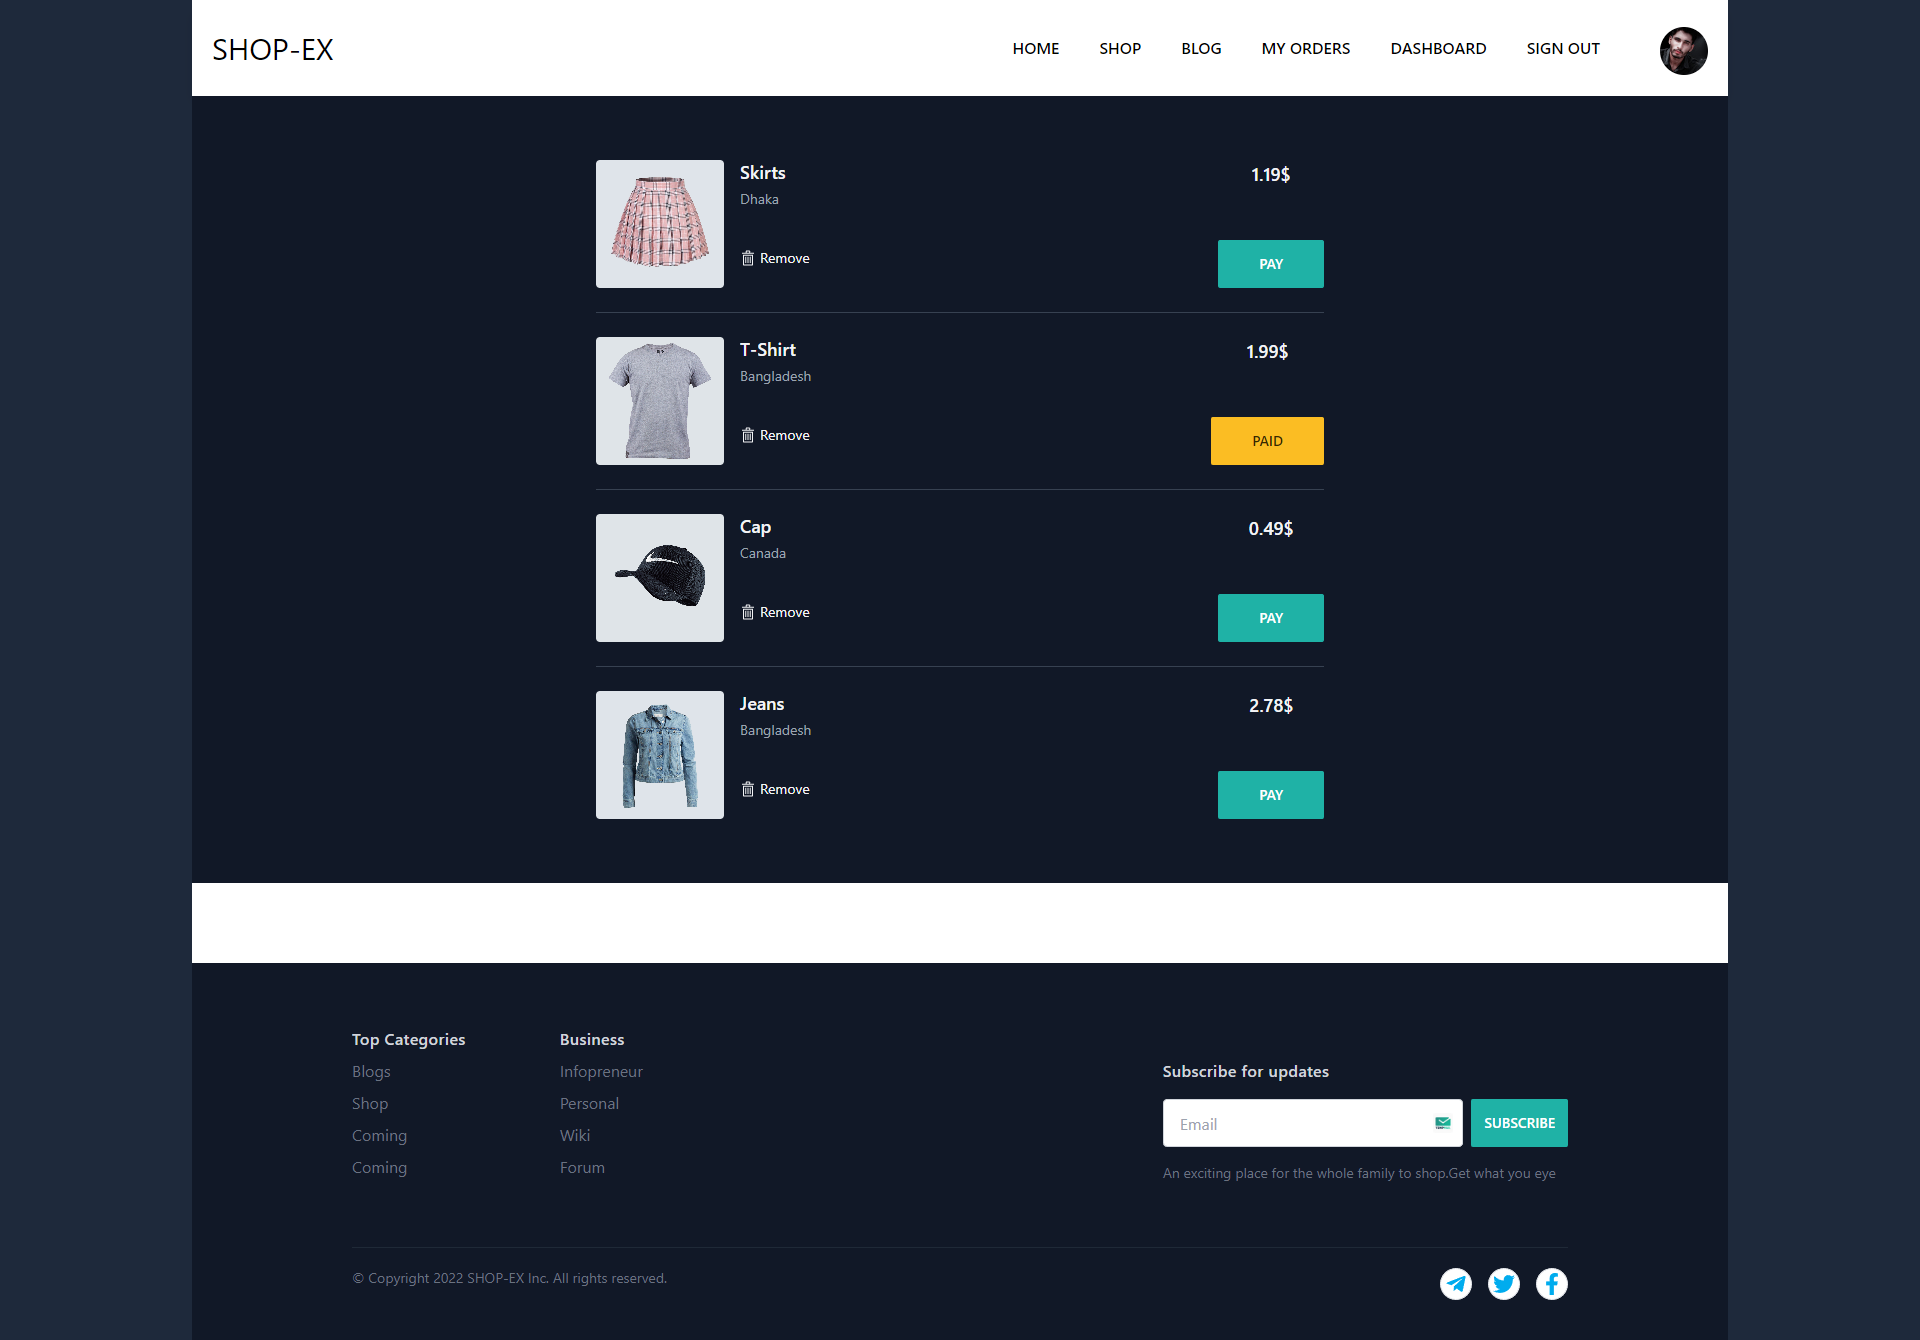 SHOP-EX
HOME
SHOP
BLOG
MY ORDERS
DASHBOARD
SIGN OUT
Skirts
1.19$
Dhaka
Remove
PAY
T-Shirt
1.99$
Bangladesh
Remove
PAID
Cap
0.49$
Canada
Remove
PAY
Jeans
2.78$
Bangladesh
Remove
PAY
Top Categories
Blogs
Shop
Coming
Coming
Business
Infopreneur
Personal
Wiki
Forum
Subscribe for updates
Email
SUBSCRIBE
An exciting place for the whole family to shop.Get what you eye
© Copyright 2022 SHOP-EX Inc. All rights reserved.